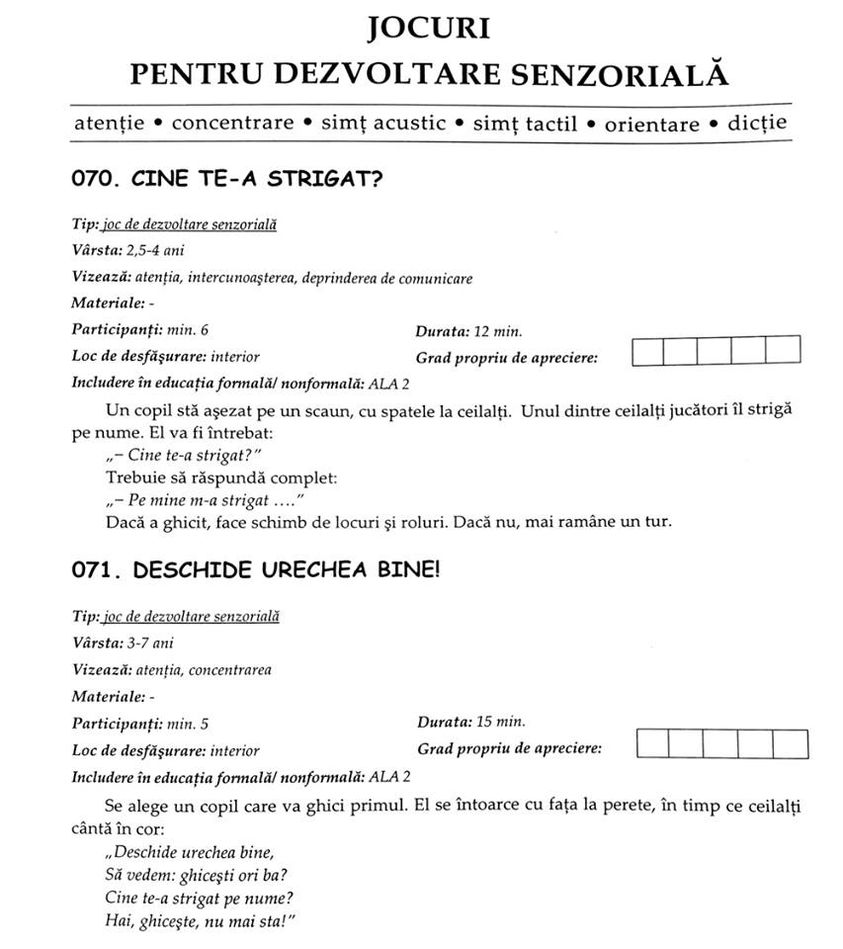 JOCURI
PENTRU DEZVOLTARE SENZORIALĂ
atenție • concentrare • simț acustic • simț tactil • orientare • dicție
070. CINE TE-A STRIGAT?
Tip: joc de dezvoltare senzorială
Vârsta: 2,5-4 ani
Vizează: atenția, intercunoașterea, deprinderea de comunicare
Materiale: -
Participanți: min. 6 Durata: 12 min.
Loc de desfășurare: interior Grad propriu de apreciere:
Includere în educația formală/ nonformală: ALA 2
Un copil stă așezat pe un scaun, cu spatele la ceilalți. Unul dintre ceilalți jucători îl strigă
pe nume. El va fi întrebat:
„– Cine te-a strigat?”
Trebuie să răspundă complet:
„– Pe mine m-a strigat ….”
Dacă a ghicit, face schimb de locuri și roluri. Dacă nu, mai ramâne un tur.
071. DESCHIDE URECHEA BINE!
Tip: joc de dezvoltare senzorială
Vârsta: 3-7 ani
Vizează: atenția, concentrarea
Materiale: -
Participanți: min. 5 Durata: 15 min.
Loc de desfășurare: interior Grad propriu de apreciere:
Includere în educația formală/ nonformală: ALA 2
Se alege un copil care va ghici primul. El se întoarce cu fața la perete, în timp ce ceilalți
cântă în cor:
„Deschide urechea bine,
Să vedem: ghicești ori ba?
Cine te-a strigat pe nume?
Hai, ghicește, nu mai sta!”